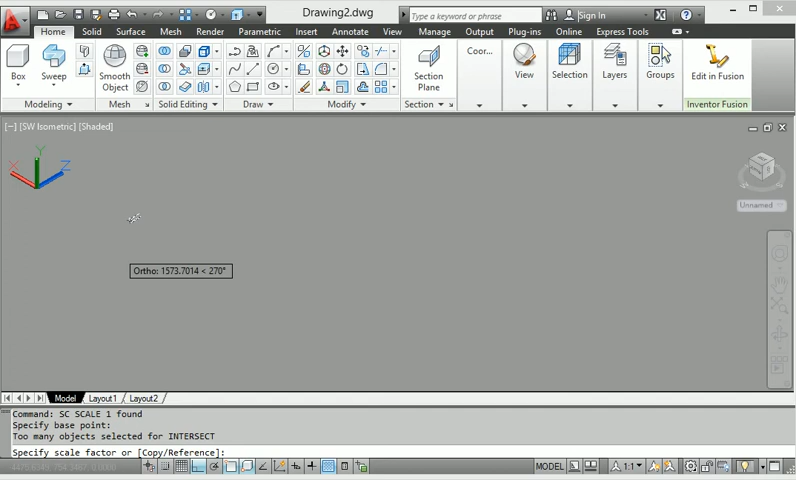 Drawing2.dwg
Type a keyword or phrase
Sign In
Home Solid Surface Mesh Render Parametric Insert Annotate View Manage Output Plug-ins Online Express Tools
Box Sweep Smooth Object Section Plane Coor... View Selection Layers Groups Edit in Fusion
Modeling Mesh Solid Editing Draw Modify Section Inventor Fusion
[−] [SW Isometric] [Shaded]
Y
X Z
Unnamed
Ortho: 1573.7014 < 270°
Model Layout1 Layout2
Command: SC SCALE 1 found
Specify base point:
Too many objects selected for INTERSECT
Specify scale factor or [Copy/Reference]:
MODEL 1:1